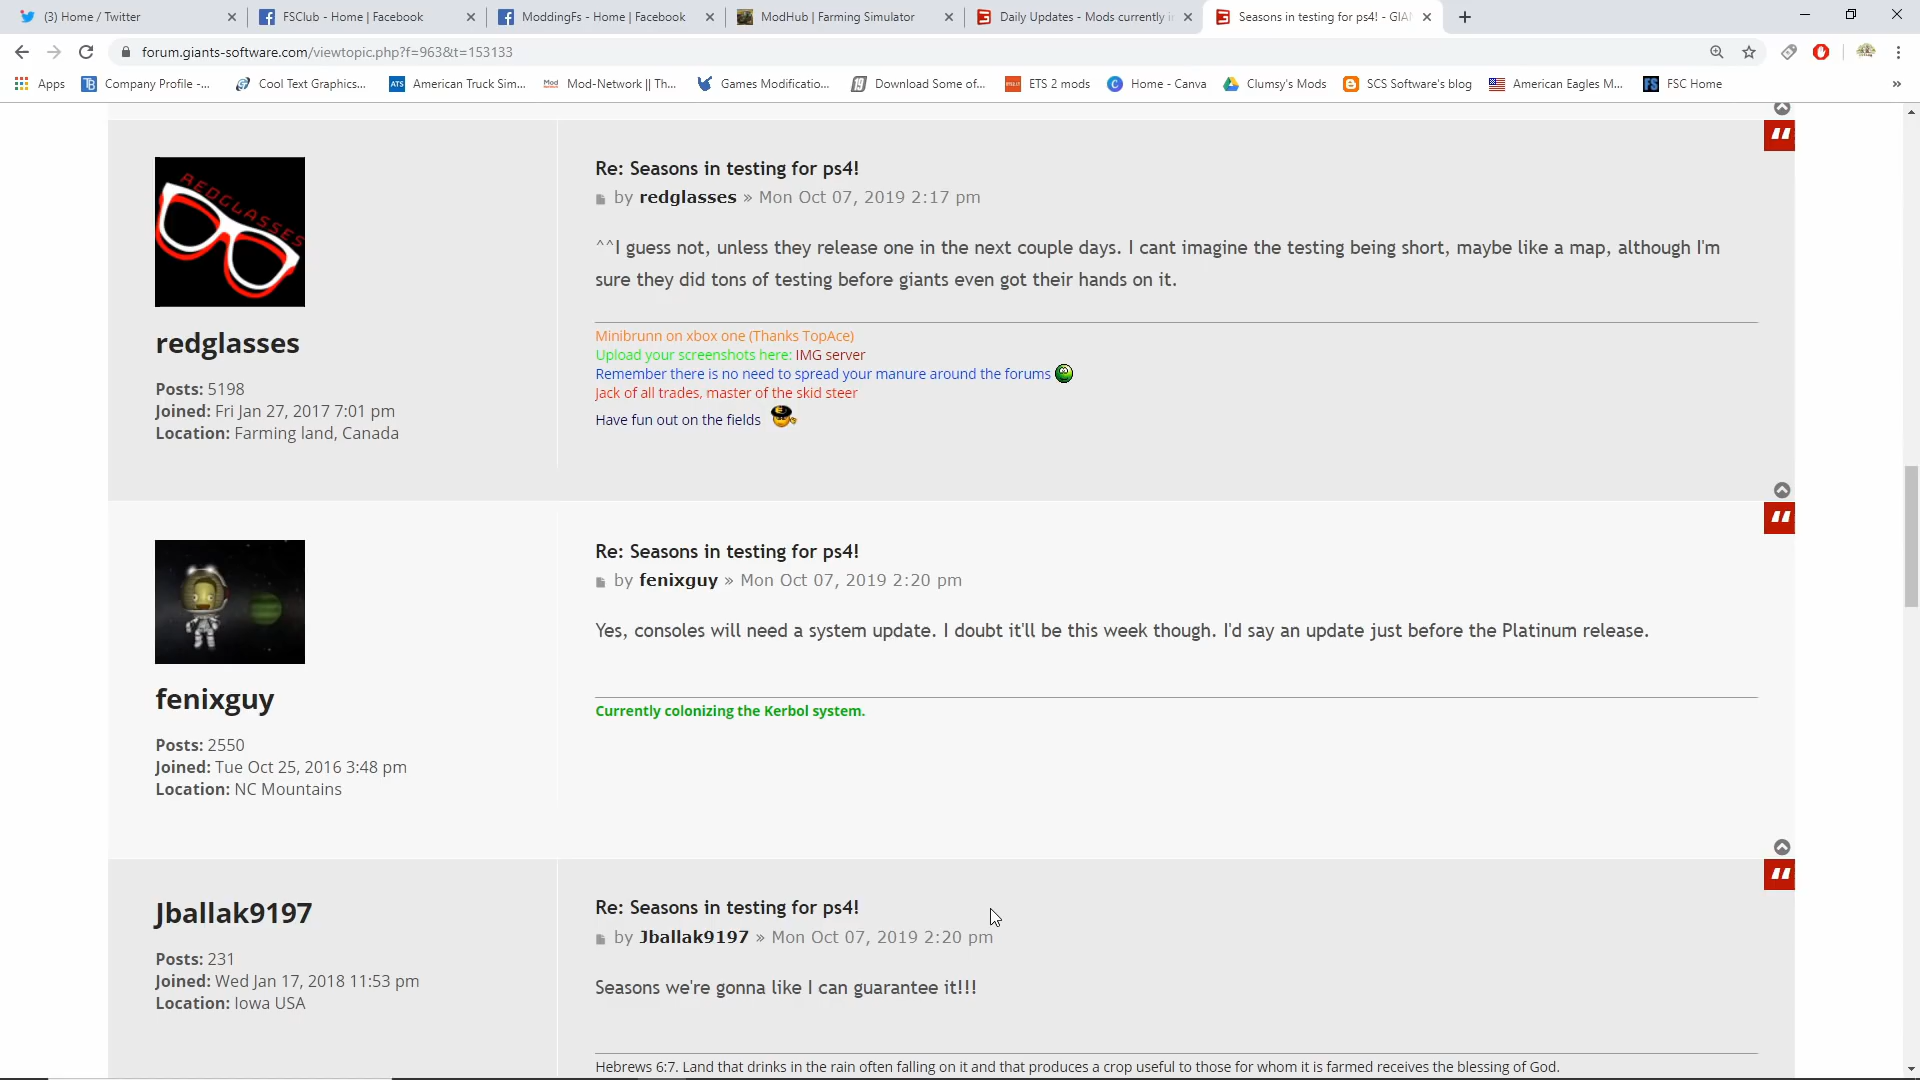 (3) Home / Twitter
FSClub - Home | Facebook
ModdingFs - Home | Facebook
ModHub | Farming Simulator
Daily Updates - Mods currently i
Seasons in testing for ps4! - GIA
forum.giants-software.com/viewtopic.php?f=963&t=153133
Apps
Company Profile -...
Cool Text Graphics...
ATS American Truck Sim...
Mod Mod-Network || Th...
Games Modificatio...
19 Download Some of...
ETS 2 mods
Home - Canva
Clumsy's Mods
SCS Software's blog
American Eagles M...
FS FSC Home
»
REDGLASSES
redglasses
Posts: 5198
Joined: Fri Jan 27, 2017 7:01 pm
Location: Farming land, Canada
Re: Seasons in testing for ps4!
by redglasses » Mon Oct 07, 2019 2:17 pm
^^I guess not, unless they release one in the next couple days. I cant imagine the testing being short, maybe like a map, although I'm
sure they did tons of testing before giants even got their hands on it.
Minibrunn on xbox one (Thanks TopAce)
Upload your screenshots here: IMG server
Remember there is no need to spread your manure around the forums
Jack of all trades, master of the skid steer
Have fun out on the fields
fenixguy
Posts: 2550
Joined: Tue Oct 25, 2016 3:48 pm
Location: NC Mountains
Re: Seasons in testing for ps4!
by fenixguy » Mon Oct 07, 2019 2:20 pm
Yes, consoles will need a system update. I doubt it'll be this week though. I'd say an update just before the Platinum release.
Currently colonizing the Kerbol system.
Jballak9197
Posts: 231
Joined: Wed Jan 17, 2018 11:53 pm
Location: Iowa USA
Re: Seasons in testing for ps4!
by Jballak9197 » Mon Oct 07, 2019 2:20 pm
Seasons we're gonna like I can guarantee it!!!
Hebrews 6:7. Land that drinks in the rain often falling on it and that produces a crop useful to those for whom it is farmed receives the blessing of God.